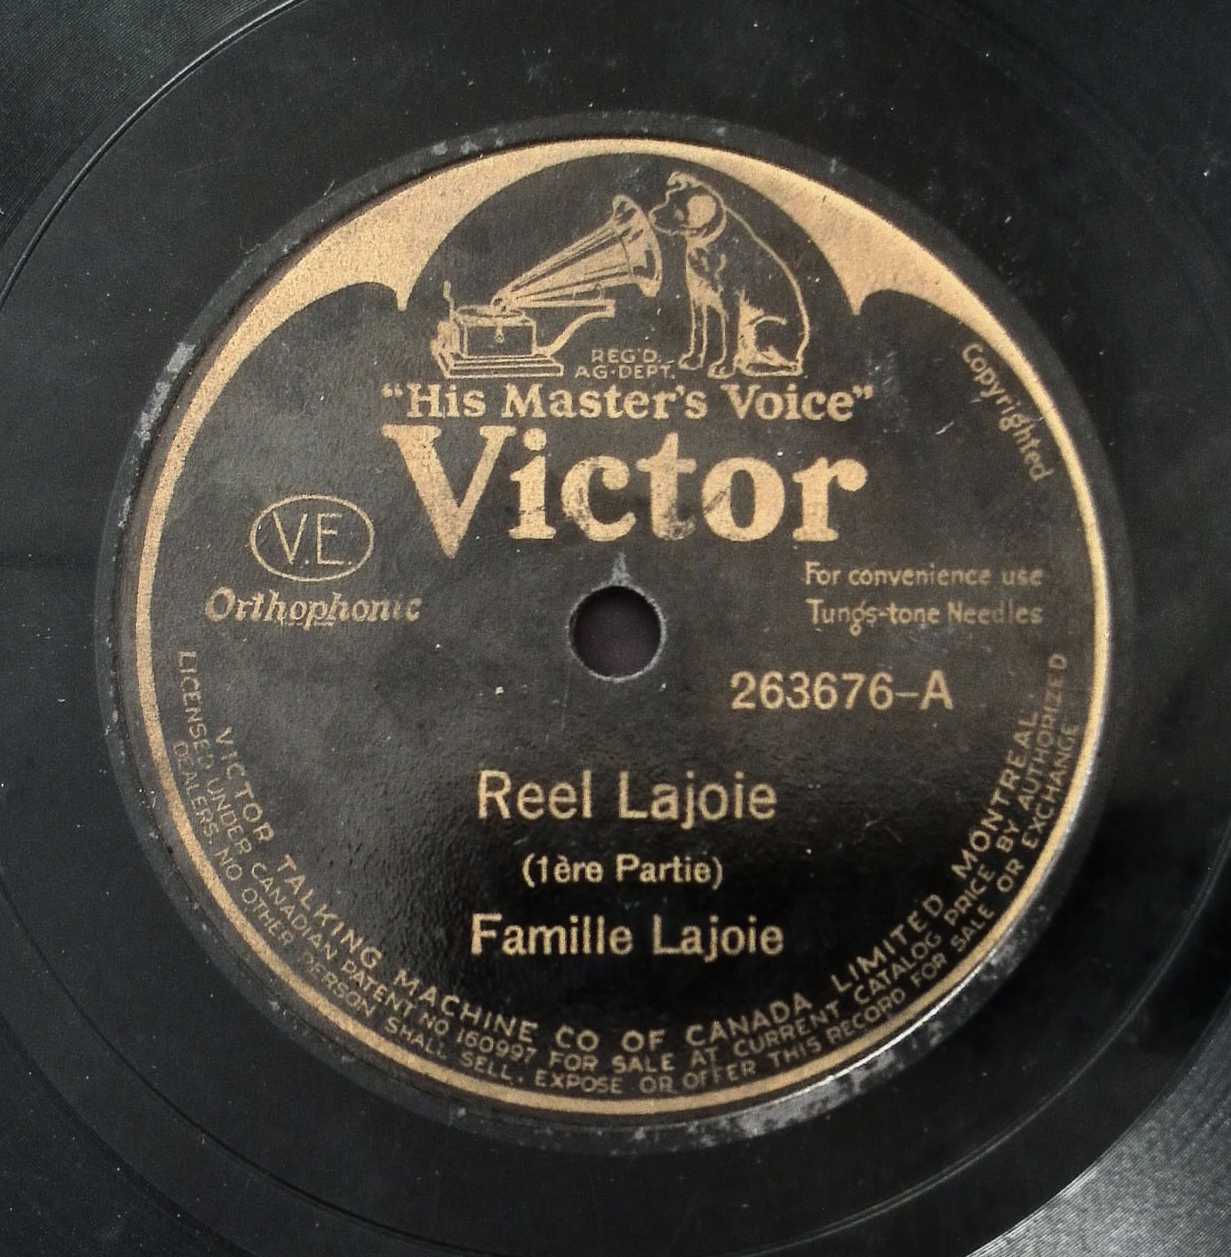 REG'D.
AG-DEPT.
"His Master's Voice"
Victor
Copyrighted
V.E.
Orthophonic
For convenience use
Tungs-tone Needles
263676-A
Reel Lajoie
(1ère Partie)
Famille Lajoie
VICTOR TALKING MACHINE CO OF CANADA LIMITED MONTREAL
LICENSED UNDER CANADIAN PATENT NO 160997 FOR SALE AT CURRENT CATALOG PRICE BY AUTHORIZED
DEALERS. NO OTHER PERSON SHALL SELL, EXPOSE OR OFFER THIS RECORD FOR SALE OR EXCHANGE